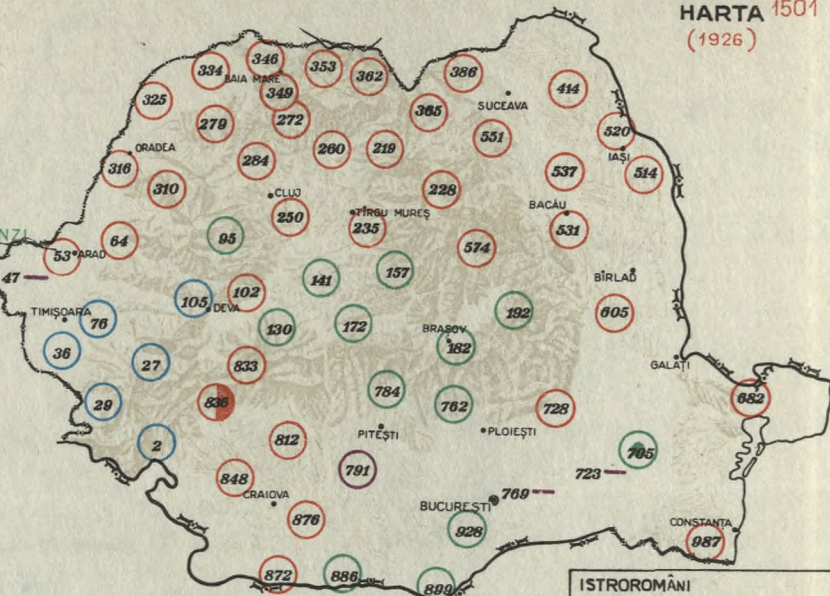 HARTA 1501
(1926)
346
334
BAIA MARE
353
362
386
349
414
325
SUCEAVA
365
272
279
551
520
IAȘI
ORADEA
260
219
284
316
537
514
310
228
CLUJ
BACĂU
250
TÎRGU MUREȘ
235
531
NZI
95
64
574
53
ARAD
47
141
157
BÎRLAD
105
102
DEVA
TIMIȘOARA
76
192
605
130
172
BRAȘOV
182
36
27
833
GALAȚI
784
762
836
29
728
682
PITEȘTI
PLOIEȘTI
2
812
705
791
723
848
CRAIOVA
769
BUCUREȘTI
876
928
CONSTANȚA
987
872
886
899
ISTROROMÂNI